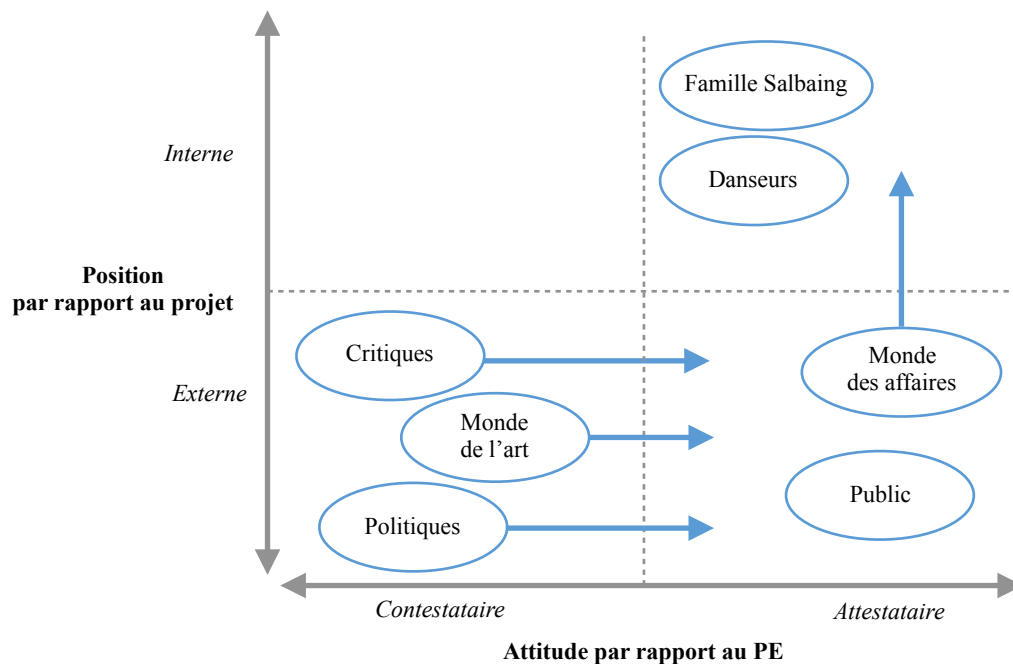 Famille Salbaing
Interne
Danseurs
Position
par rapport au projet
Critiques
Monde
des affaires
Externe
Monde
de l’art
Public
Politiques
Contestataire
Attestataire
Attitude par rapport au PE